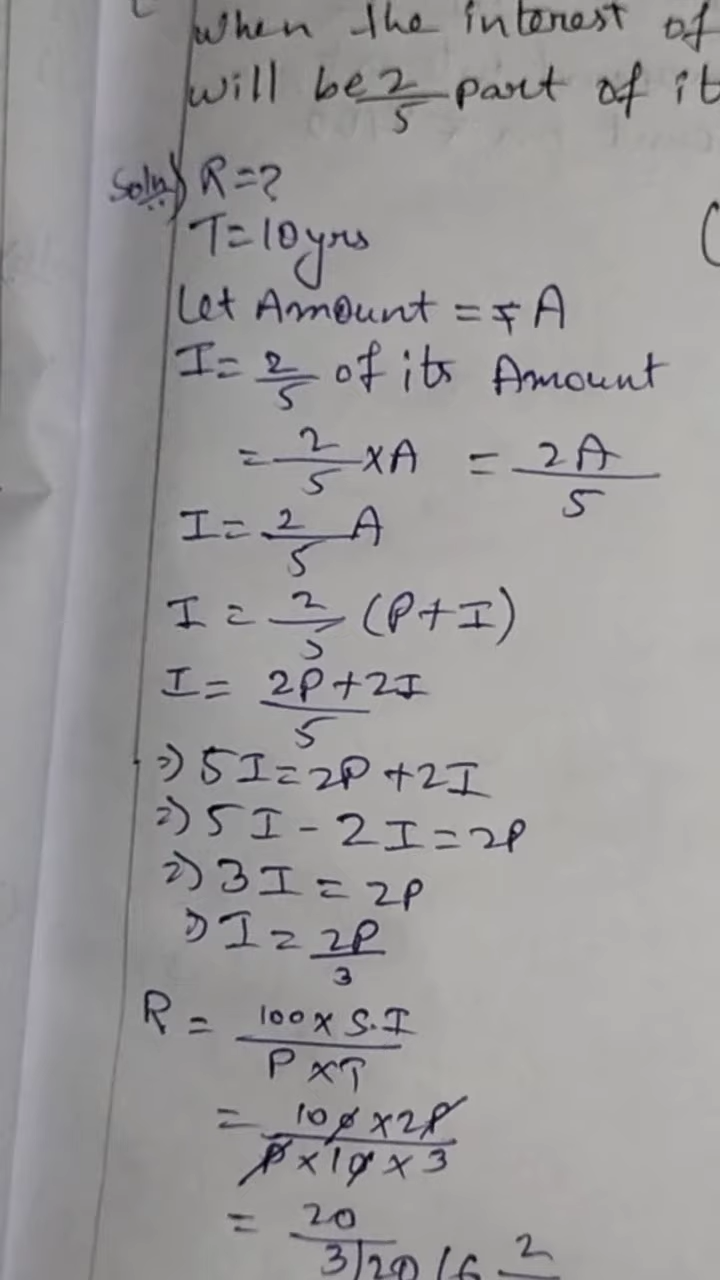 when the interest of
will be 2/5 part of it
Soln) R=?
T=10yrs
Let Amount = ₹ A
I= 2/5 of its Amount
= 2/5 ×A = 2A/5
I= 2/5 A
I = 2/5 (P+I)
I= 2P+2I/5
=) 5I=2P+2I
=) 5I-2I=2P
=) 3I=2P
=) I= 2P/3
R= 100×S.I/P×T
= 100×2P/P×10×3
= 20/3